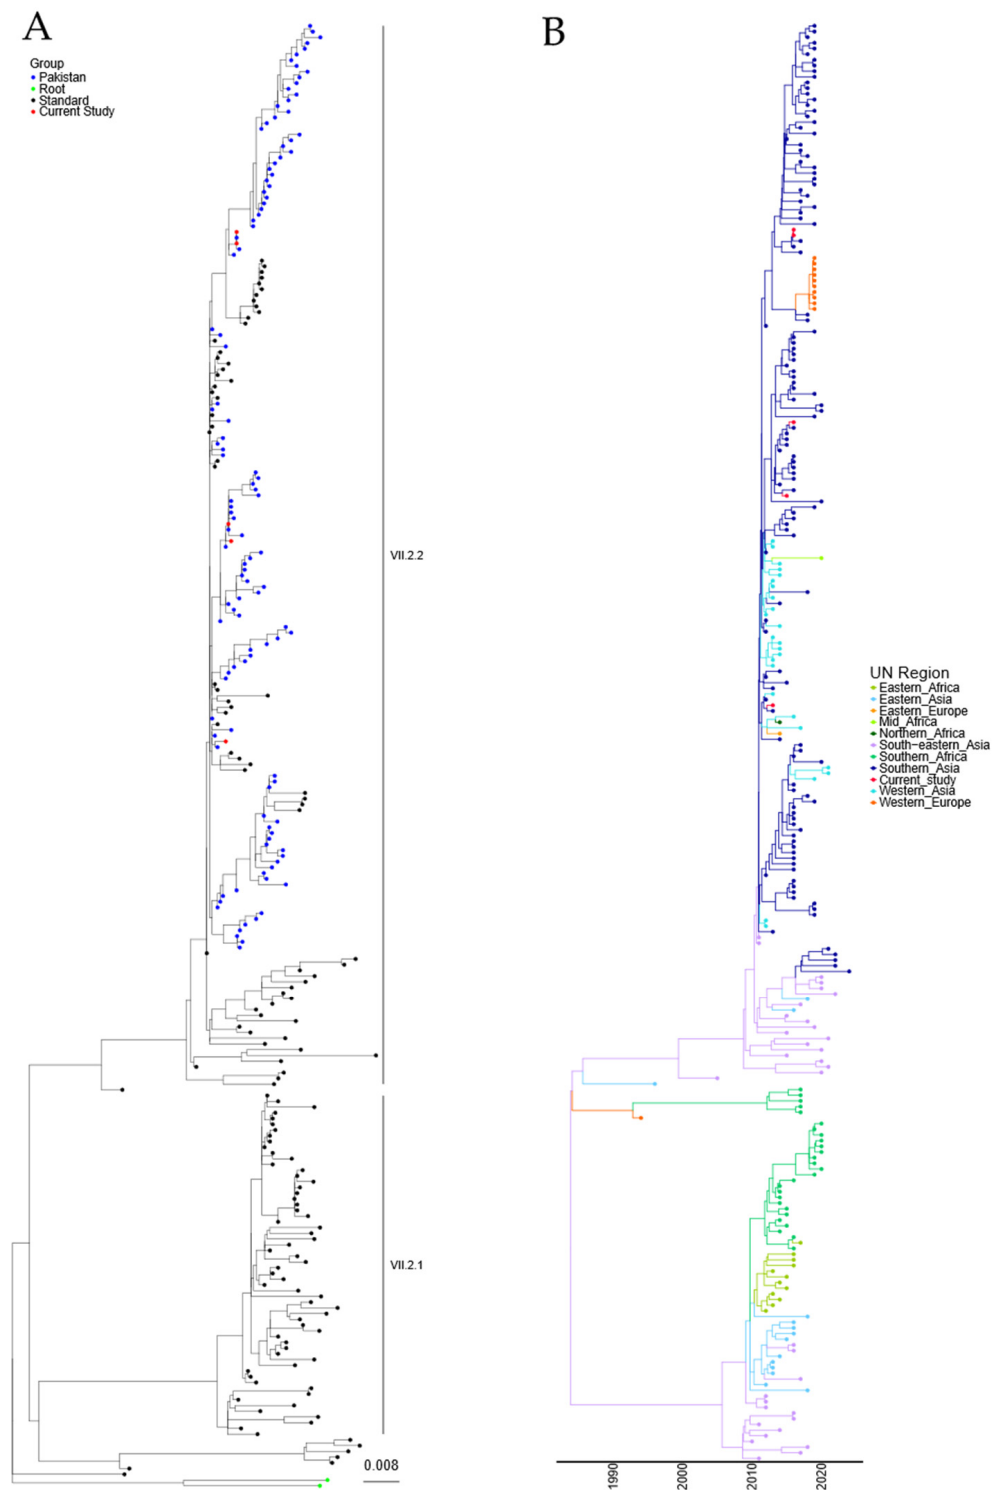 A
Group
Pakistan
Root
Standard
Current Study
VII.2.2
VII.2.1
0.008
B
UN Region
Eastern_Africa
Eastern_Asia
Eastern_Europe
Mid_Africa
Northern_Africa
South-eastern_Asia
Southern_Africa
Southern_Asia
Current_study
Western_Asia
Western_Europe
1990
2000
2010
2020